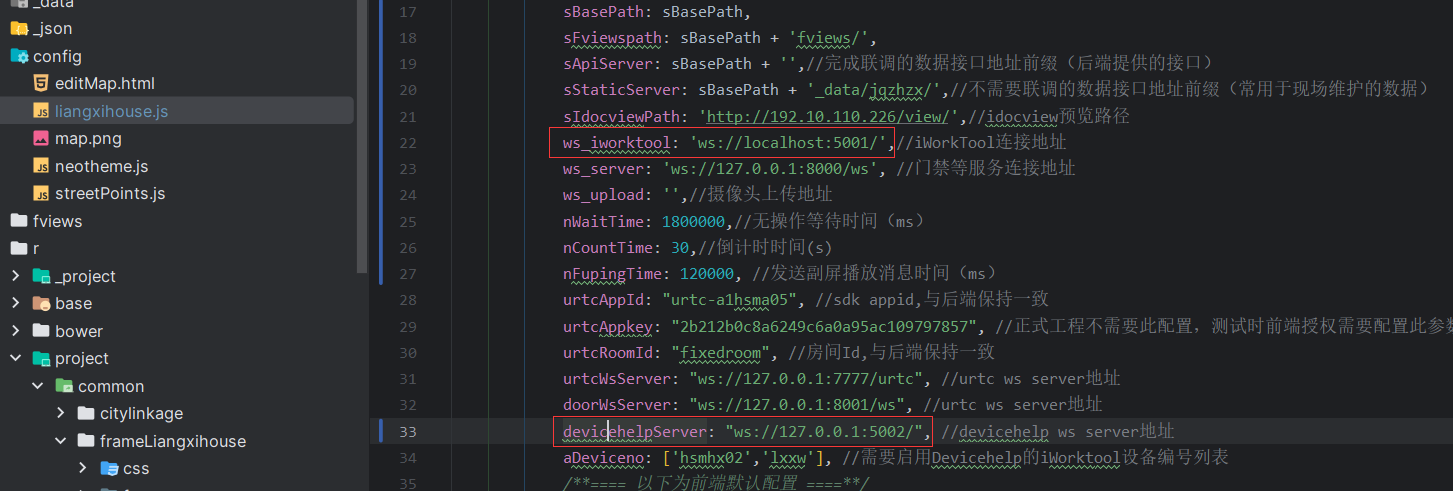 _data
_json
config
editMap.html
liangxihouse.js
map.png
neotheme.js
streetPoints.js
fviews
r
_project
base
bower
project
common
citylinkage
frameLiangxihouse
css
17 sBasePath: sBasePath,
18 sFviewspath: sBasePath + 'fviews/',
19 sApiServer: sBasePath + '',//完成联调的数据接口地址前缀（后端提供的接口）
20 sStaticServer: sBasePath + '_data/jqzhzx/',//不需要联调的数据接口地址前缀（常用于现场维护的数据）
21 sIdocviewPath: 'http://192.10.110.226/view/',//idocview预览路径
22 ws_iworktool: 'ws://localhost:5001/',//iWorkTool连接地址
23 ws_server: 'ws://127.0.0.1:8000/ws', //门禁等服务连接地址
24 ws_upload: '',//摄像头上传地址
25 nWaitTime: 1800000,//无操作等待时间（ms）
26 nCountTime: 30,//倒计时时间(s)
27 nFupingTime: 120000, //发送副屏播放消息时间（ms）
28 urtcAppId: "urtc-a1hsma05", //sdk appid,与后端保持一致
29 urtcAppkey: "2b212b0c8a6249c6a0a95ac109797857", //正式工程不需要此配置，测试时前端授权需要配置此参数
30 urtcRoomId: "fixedroom", //房间Id,与后端保持一致
31 urtcWsServer: "ws://127.0.0.1:7777/urtc", //urtc ws server地址
32 doorWsServer: "ws://127.0.0.1:8001/ws", //urtc ws server地址
33 devicehelpServer: "ws://127.0.0.1:5002/", //devicehelp ws server地址
34 aDeviceno: ['hsmhx02','lxxw'], //需要启用Devicehelp的iWorktool设备编号列表
35 /**==== 以下为前端默认配置 ====**/